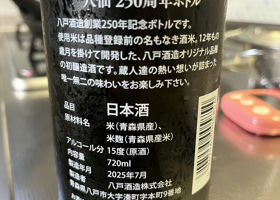 八仙 250周年ボトル
八戸酒造創業250年記念ボトルです。
使用米は品種登録前の名もなき酒米。12年もの
歳月を掛けて開発した、八戸酒造オリジナル品種
の初醸造酒です。蔵人達の熱い想いが詰まった
唯一無二の味わいをお楽しみ下さい。
品目 日本酒
原材料名 米(青森県産)、
米麹(青森県産米)
アルコール分 15度(原酒)
内容量 720ml
製造年月 2025年7月
製造者 八戸酒造株式会社
青森県八戸市大字湊町字本町9番地